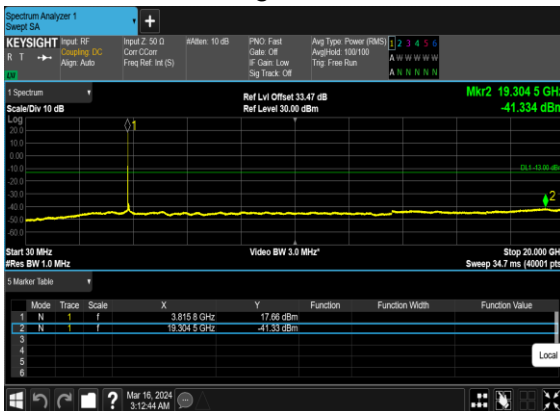 Spectrum Analyzer 1
Swept SA
+
KEYSIGHT
R T
LV
Input: RF
Coupling: DC
Align: Auto
Input Z: 50 Ω
Corr CCorr
Freq Ref: Int (S)
#Atten: 10 dB
PNO: Fast
Gate: Off
IF Gain: Low
Sig Track: Off
Avg Type: Power (RMS)
Avg|Hold: 100/100
Trig: Free Run
1 2 3 4 5 6
A W W W W W
A N N N N N
1 Spectrum
Scale/Div 10 dB
Ref Lvl Offset 33.47 dB
Ref Level 30.00 dBm
Mkr2 19.304 5 GHz
-41.334 dBm
Log
20.0
10.0
0.00
-10.0
-20.0
-30.0
-40.0
-50.0
-60.0
1
DL1 -13.00 dBm
2
Start 30 MHz
#Res BW 1.0 MHz
Video BW 3.0 MHz*
Stop 20.000 GH
Sweep 34.7 ms (40001 pts
5 Marker Table
Mode Trace Scale X Y Function Function Width Function Value
1 N 1 f 3.815 8 GHz 17.66 dBm
2 N 1 f 19.304 5 GHz -41.33 dBm
3
4
5
6
Local
?
Mar 16, 2024
3:12:44 AM